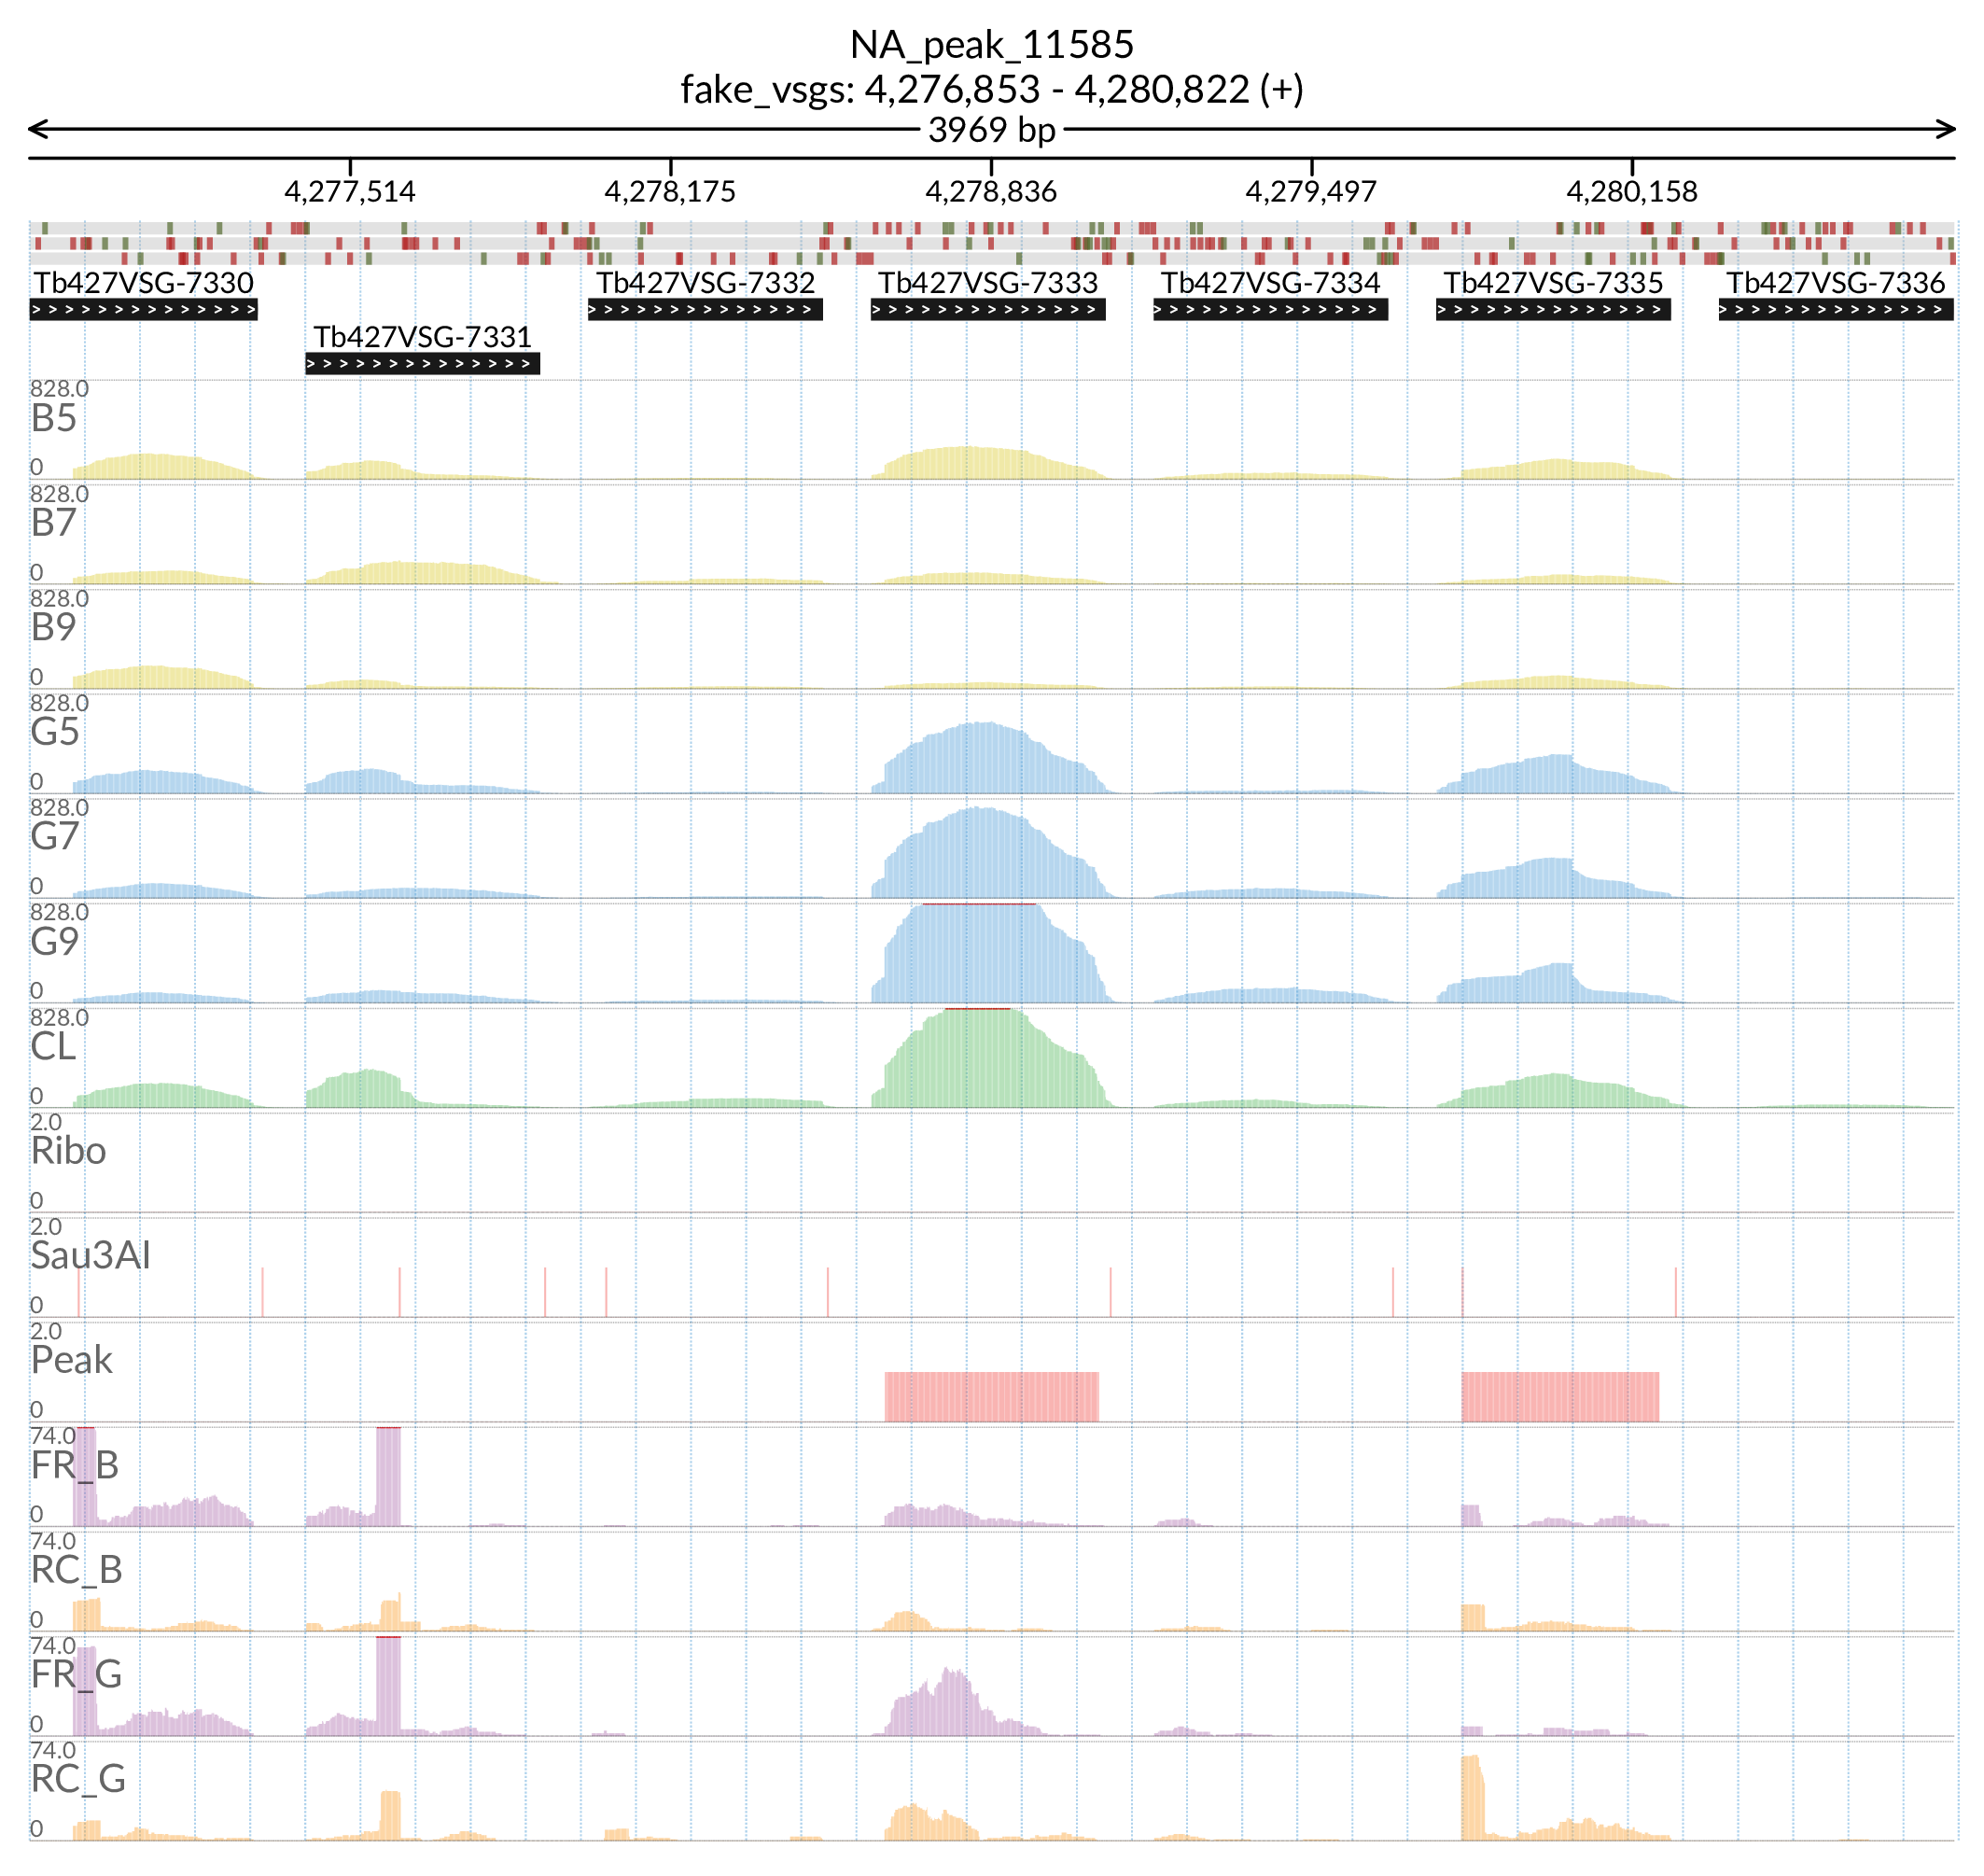 NA_peak_11585
fake_vsgs: 4,276,853 - 4,280,822 (+)
3969 bp
4,277,514 4,278,175 4,278,836 4,279,497 4,280,158
Tb427VSG-7330 Tb427VSG-7332 Tb427VSG-7333 Tb427VSG-7334 Tb427VSG-7335 Tb427VSG-7336
Tb427VSG-7331
828.0
B5
0
828.0
B7
0
828.0
B9
0
828.0
G5
0
828.0
G7
0
828.0
G9
0
828.0
CL
0
2.0
Ribo
0
2.0
Sau3AI
0
2.0
Peak
0
74.0
FR_B
0
74.0
RC_B
0
74.0
FR_G
0
74.0
RC_G
0